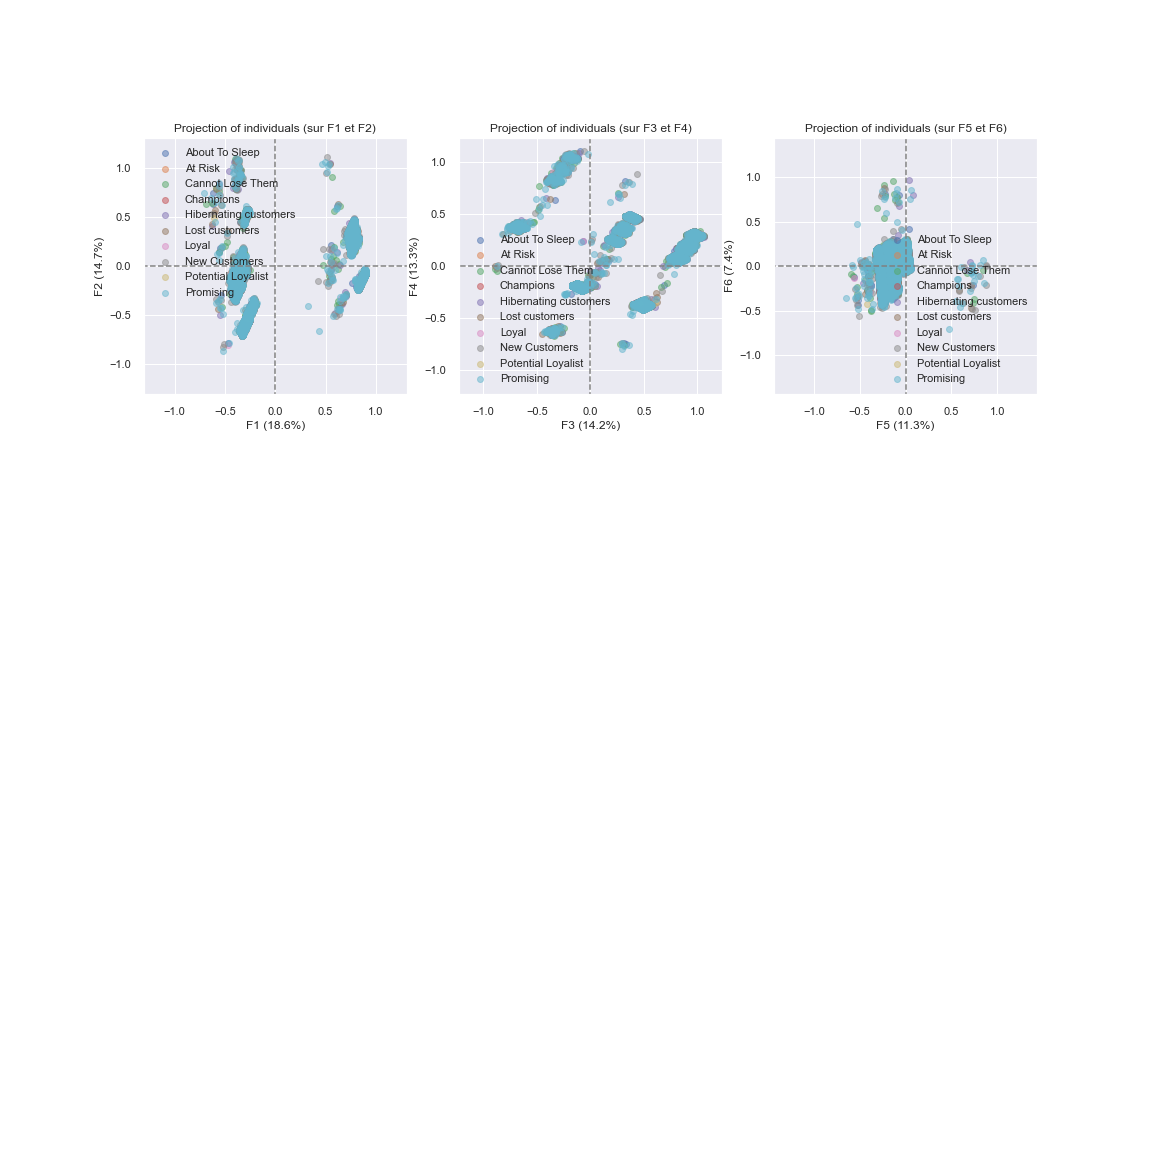 Projection of individuals (sur F1 et F2)
1.0
0.5
0.0
−0.5
−1.0
F2 (14.7%)
About To Sleep
At Risk
Cannot Lose Them
Champions
Hibernating customers
Lost customers
Loyal
New Customers
Potential Loyalist
Promising
−1.0
−0.5
0.0
0.5
1.0
F1 (18.6%)
Projection of individuals (sur F3 et F4)
1.0
0.5
0.0
−0.5
−1.0
F4 (13.3%)
About To Sleep
At Risk
Cannot Lose Them
Champions
Hibernating customers
Lost customers
Loyal
New Customers
Potential Loyalist
Promising
−1.0
−0.5
0.0
0.5
1.0
F3 (14.2%)
Projection of individuals (sur F5 et F6)
1.0
0.5
0.0
−0.5
−1.0
F6 (7.4%)
About To Sleep
At Risk
Cannot Lose Them
Champions
Hibernating customers
Lost customers
Loyal
New Customers
Potential Loyalist
Promising
−1.0
−0.5
0.0
0.5
1.0
F5 (11.3%)